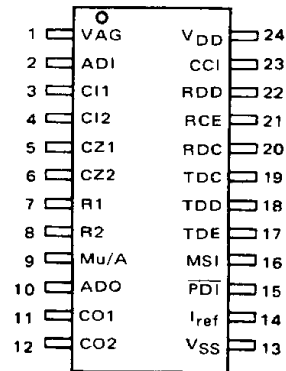 1 VAG VDD 24
2 ADI CCI 23
3 CI1 RDD 22
4 CI2 RCE 21
5 CZ1 RDC 20
6 CZ2 TDC 19
7 R1 TDD 18
8 R2 TDE 17
9 Mu/A MSI 16
10 ADO PDI 15
11 CO1 Iref 14
12 CO2 VSS 13